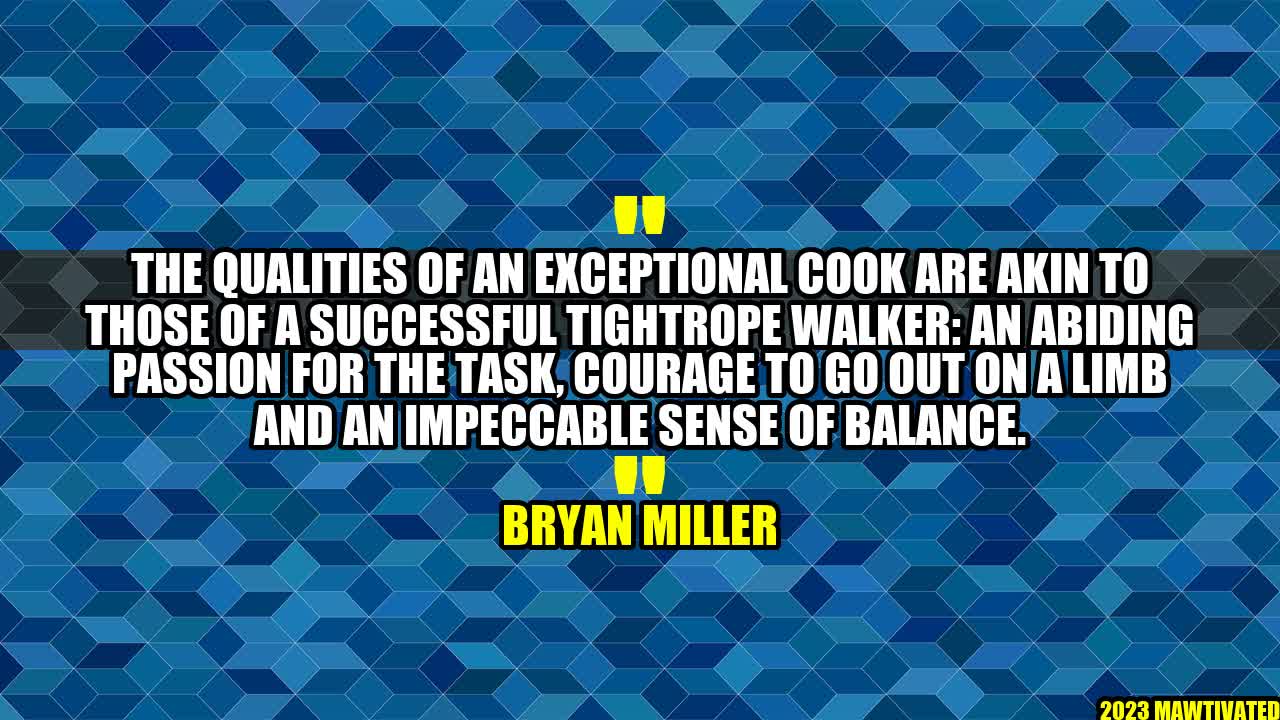 "
THE QUALITIES OF AN EXCEPTIONAL COOK ARE AKIN TO
THOSE OF A SUCCESSFUL TIGHTROPE WALKER: AN ABIDING
PASSION FOR THE TASK, COURAGE TO GO OUT ON A LIMB
AND AN IMPECCABLE SENSE OF BALANCE.
"
BRYAN MILLER
2023 MAWTIVATED